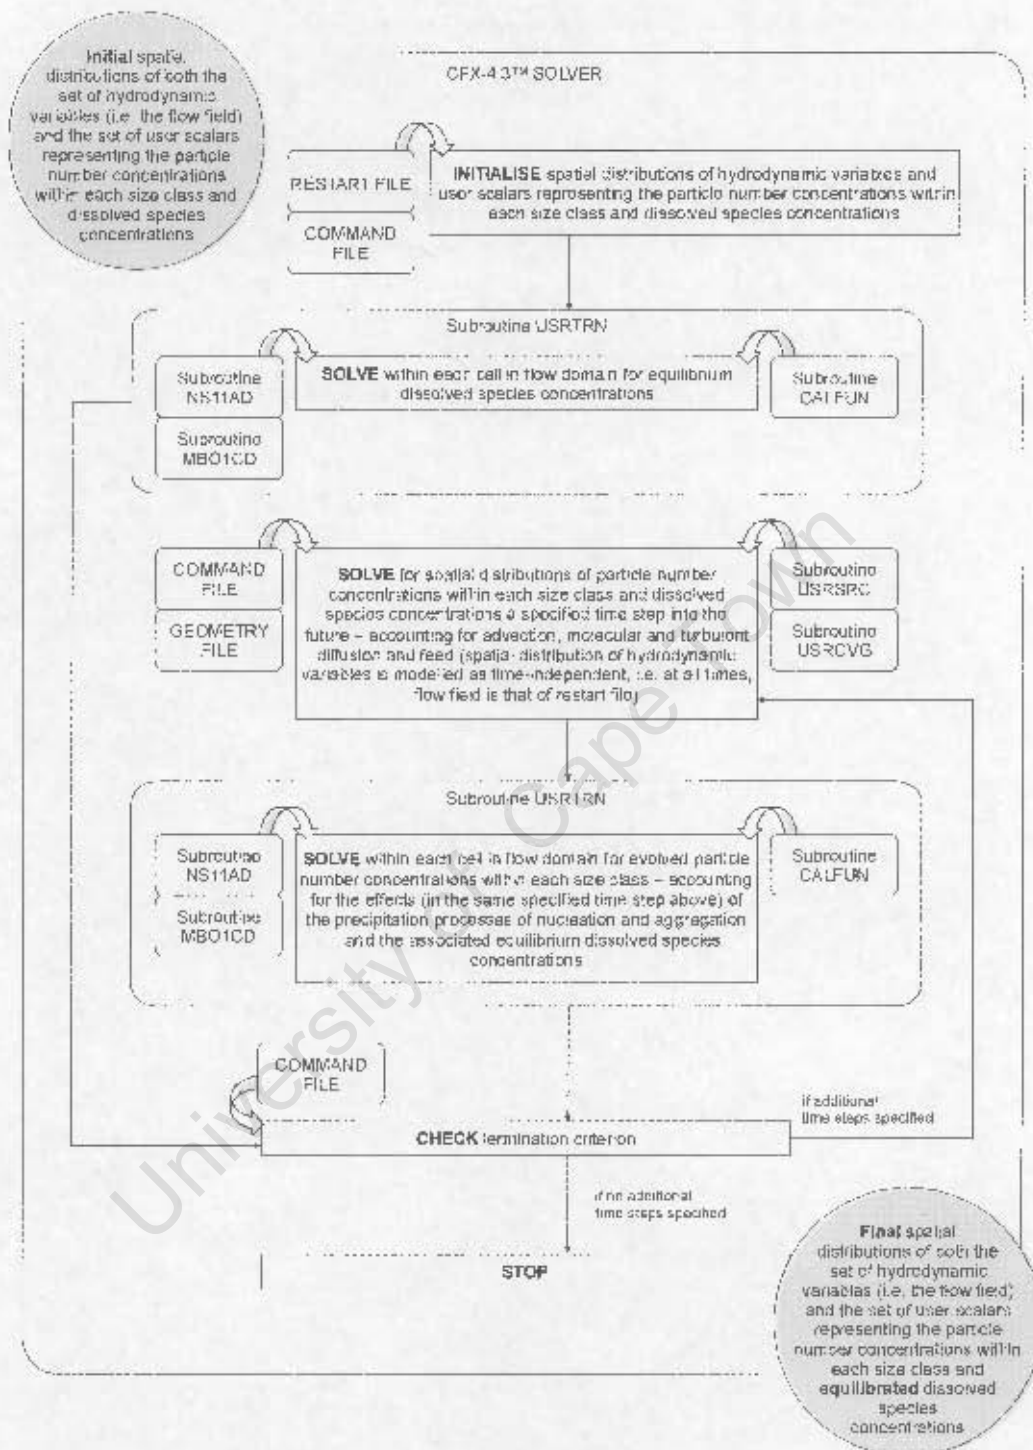 Initial spatial
distributions of both the
set of hydrodynamic
variables (i.e. the flow field)
and the set of user scalars
representing the particle
number concentrations
within each size class and
dissolved species
concentrations
CFX-4.3™ SOLVER
RESTART FILE
COMMAND
FILE
INITIALISE spatial distributions of hydrodynamic variables and
user scalars representing the particle number concentrations within
each size class and dissolved species concentrations
Subroutine USRTRN
Subroutine
NS11AD
Subroutine
MB01CD
SOLVE within each cell in flow domain for equilibrium
dissolved species concentrations
Subroutine
CALFUN
COMMAND
FILE
GEOMETRY
FILE
SOLVE for spatial distributions of particle number
concentrations within each size class and dissolved
species concentrations a specified time step into the
future – accounting for advection, molecular and turbulent
diffusion and feed (spatial distribution of hydrodynamic
variables is modelled as time-independent, i.e. at all times,
flow field is that of restart file)
Subroutine
USRSRC
Subroutine
USRCVG
Subroutine USRTRN
Subroutine
NS11AD
Subroutine
MB01CD
SOLVE within each cell in flow domain for evolved particle
number concentrations within each size class – accounting
for the effects (in the same specified time step above) of
the precipitation processes of nucleation and aggregation
and the associated equilibrium dissolved species
concentrations
Subroutine
CALFUN
COMMAND
FILE
CHECK termination criterion
if additional
time steps specified
if no additional
time steps specified
STOP
Final spatial
distributions of both the
set of hydrodynamic
variables (i.e. the flow field)
and the set of user scalars
representing the particle
number concentrations within
each size class and
equilibrated dissolved
species
concentrations
University of Cape Town